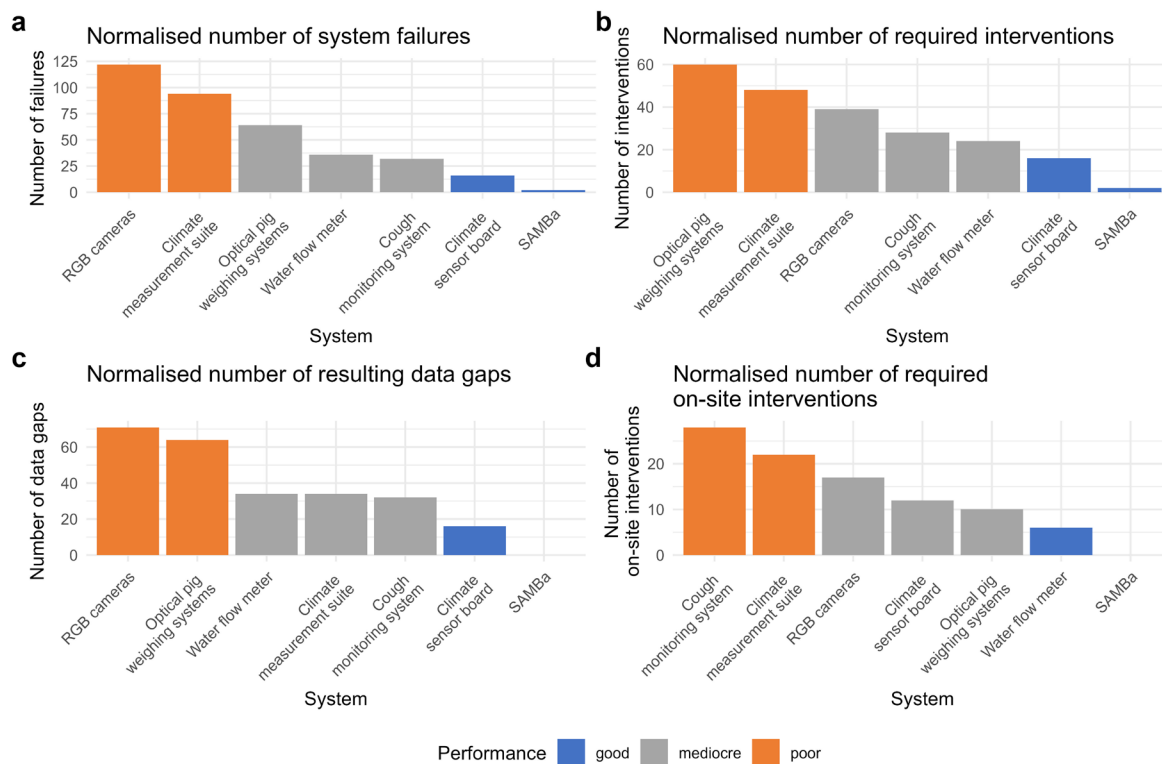 a
Normalised number of system failures
Number of failures
125
100
75
50
25
0
RGB cameras
Climate
measurement suite
Optical pig
weighing systems
Water flow meter
Cough
monitoring system
Climate
sensor board
SAMBa
System
b
Normalised number of required interventions
Number of interventions
60
40
20
0
Optical pig
weighing systems
Climate
measurement suite
RGB cameras
Cough
monitoring system
Water flow meter
Climate
sensor board
SAMBa
System
c
Normalised number of resulting data gaps
Number of data gaps
60
40
20
0
RGB cameras
Optical pig
weighing systems
Water flow meter
Climate
measurement suite
Cough
monitoring system
Climate
sensor board
SAMBa
System
d
Normalised number of required
on-site interventions
Number of
on-site interventions
20
10
0
Cough
monitoring system
Climate
measurement suite
RGB cameras
Climate
sensor board
Optical pig
weighing systems
Water flow meter
SAMBa
System
Performance good mediocre poor